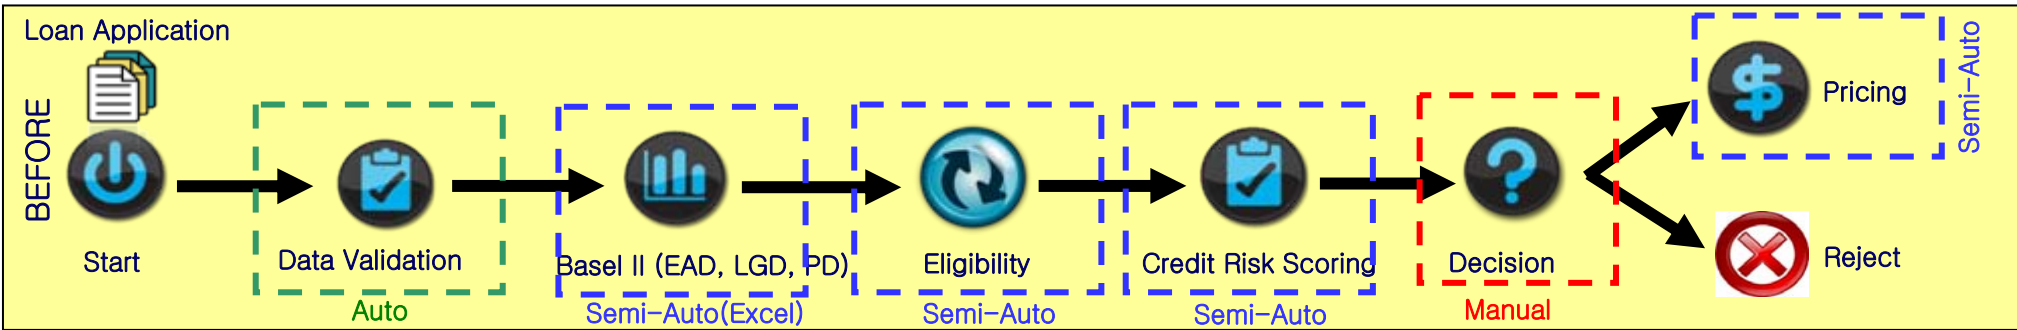 Loan Application
BEFORE
Start
Data Validation
Auto
Basel II (EAD, LGD, PD)
Semi-Auto(Excel)
Eligibility
Semi-Auto
Credit Risk Scoring
Semi-Auto
Decision
Manual
Pricing
Semi-Auto
Reject